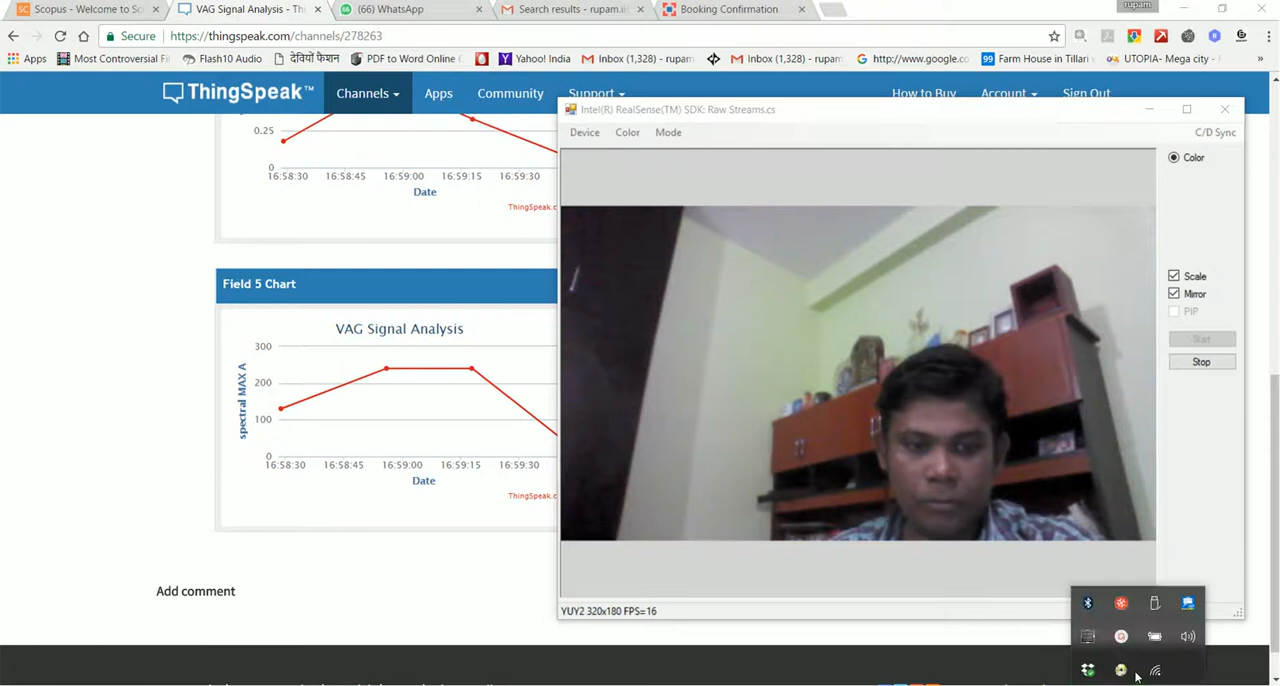 Scopus - Welcome to Sco
VAG Signal Analysis - Thi
(66) WhatsApp
Search results - rupam.iit
Booking Confirmation
rupam
Secure
https://thingspeak.com/channels/278263
Apps
Most Controversial Fi
Flash10 Audio
PDF to Word Online C
Yahoo! India
Inbox (1,328) - rupam
Inbox (1,328) - rupam
http://www.google.co
99 Farm House in Tillari
UTOPIA- Mega city -
»
ThingSpeak™
Channels
Apps
Community
Support
How to Buy
Account
Sign Out
0.25
0
16:58:30 16:58:45 16:59:00 16:59:15 16:59:30
Date
ThingSpeak.c
Field 5 Chart
VAG Signal Analysis
spectral MAX A
300
200
100
0
16:58:30 16:58:45 16:59:00 16:59:15 16:59:30
Date
ThingSpeak.c
Add comment
Intel(R) RealSense(TM) SDK: Raw Streams.cs
Device Color Mode
C/D Sync
Color
Scale
Mirror
PIP
Start
Stop
YUY2 320x180 FPS=16